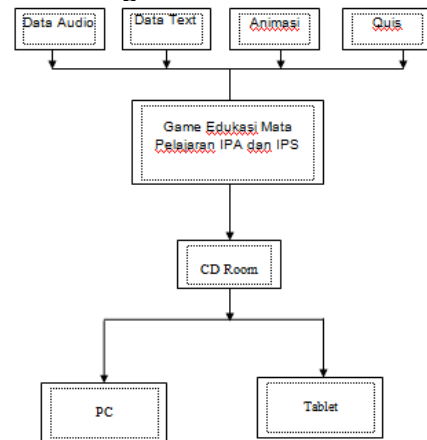 Data Audio
Data Text
Animasi
Quis
Game Edukasi Mata
Pelajaran IPA dan IPS
CD Room
PC
Tablet